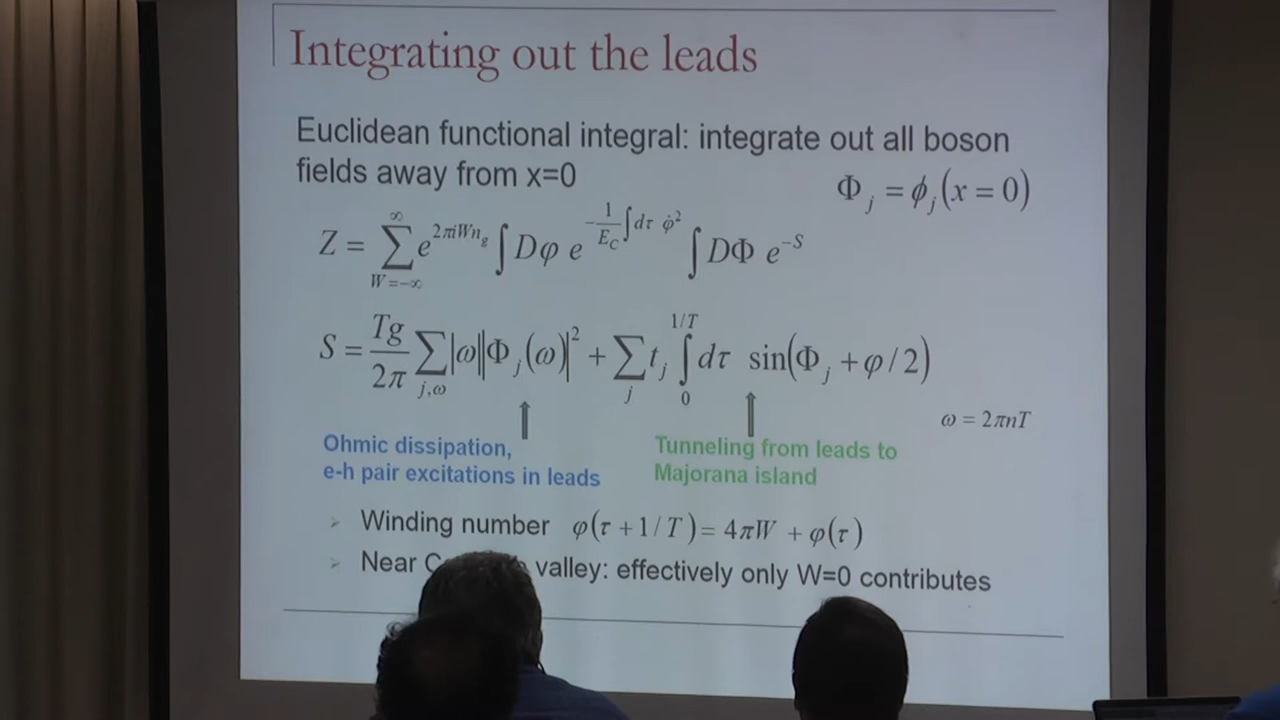 Integrating out the leads
Euclidean functional integral: integrate out all boson
fields away from x=0
Φ_j = ϕ_j(x = 0)
Z = ∑_{W=−∞}^{∞} e^{2πiWn_g} ∫ Dφ e^{−\frac{1}{E_C}∫dτ φ̇²} ∫ DΦ e^{−S}
S = \frac{Tg}{2π} ∑_{j,ω} |ω||Φ_j(ω)|² + ∑_j t_j ∫_0^{1/T} dτ sin(Φ_j + φ/2)
ω = 2πnT
Ohmic dissipation,
e-h pair excitations in leads
Tunneling from leads to
Majorana island
Winding number φ(τ + 1/T) = 4πW + φ(τ)
Near valley: effectively only W=0 contributes